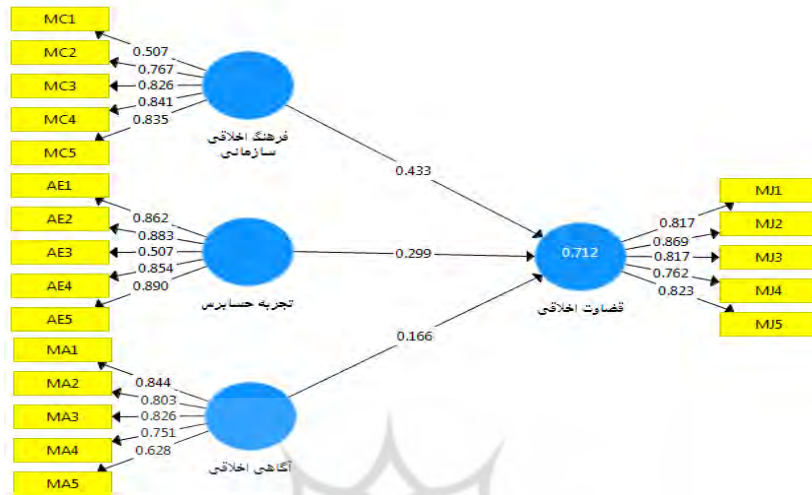 MC1
MC2
MC3
MC4
MC5
0.507
0.767
0.826
0.841
0.835
فرهنگ اخلاقی
سازمانی
AE1
AE2
AE3
AE4
AE5
0.862
0.883
0.507
0.854
0.890
تجربه حسابرس
MA1
MA2
MA3
MA4
MA5
0.844
0.803
0.826
0.751
0.628
آگاهی اخلاقی
0.433
0.299
0.166
0.712
قضاوت اخلاقی
0.817
0.869
0.817
0.762
0.823
MJ1
MJ2
MJ3
MJ4
MJ5